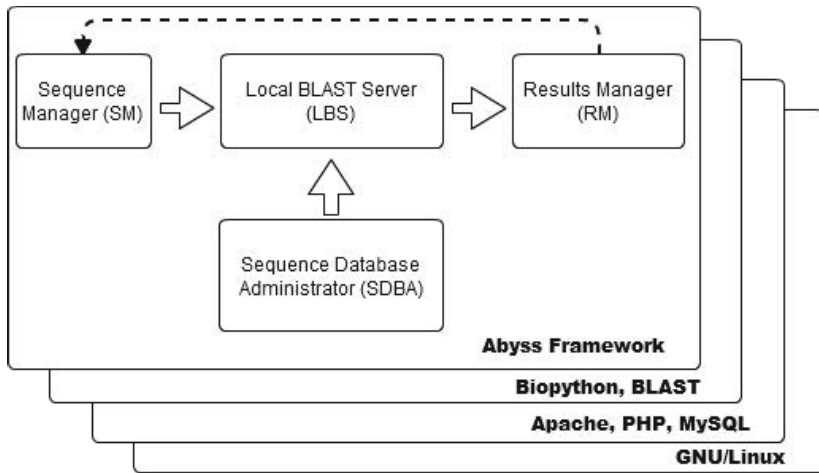 Sequence
Manager (SM)
Local BLAST Server
(LBS)
Results Manager
(RM)
Sequence Database
Administrator (SDBA)
Abyss Framework
Biopython, BLAST
Apache, PHP, MySQL
GNU/Linux